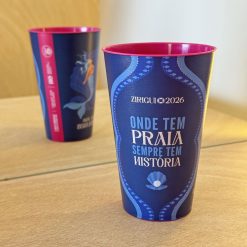 ZIRIGUI 2026
ONDE TEM
PRAIA
SEMPRE TEM
HISTÓRIA